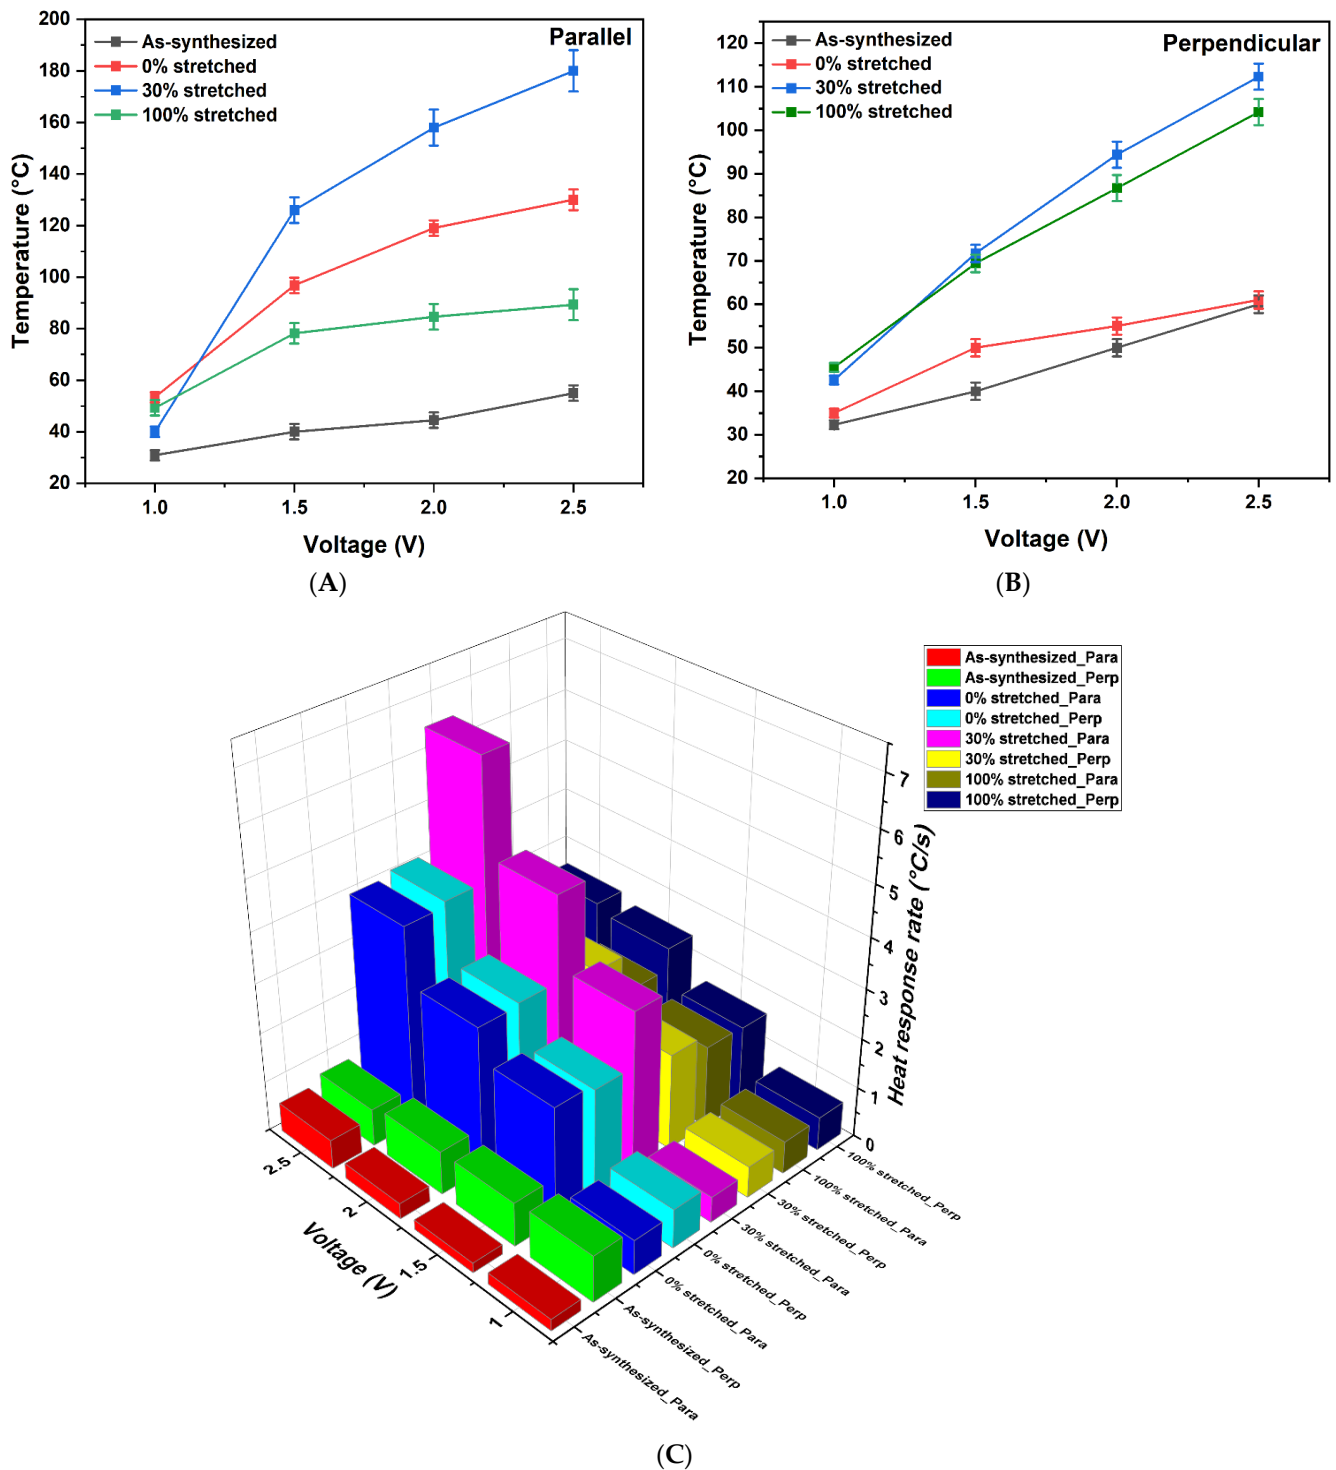 Parallel
As-synthesized
0% stretched
30% stretched
100% stretched
200
180
160
140
120
100
80
60
40
20
Temperature (°C)
1.0 1.5 2.0 2.5
Voltage (V)
(A)
Perpendicular
As-synthesized
0% stretched
30% stretched
100% stretched
120
110
100
90
80
70
60
50
40
30
20
Temperature (°C)
1.0 1.5 2.0 2.5
Voltage (V)
(B)
As-synthesized_Para
As-synthesized_Perp
0% stretched_Para
0% stretched_Perp
30% stretched_Para
30% stretched_Perp
100% stretched_Para
100% stretched_Perp
7
6
5
4
3
2
1
0
Heat response rate (°C/s)
2.5
2
1.5
1
Voltage (V)
100% stretched_Perp
100% stretched_Para
30% stretched_Perp
30% stretched_Para
0% stretched_Perp
0% stretched_Para
As-synthesized_Perp
As-synthesized_Para
(C)